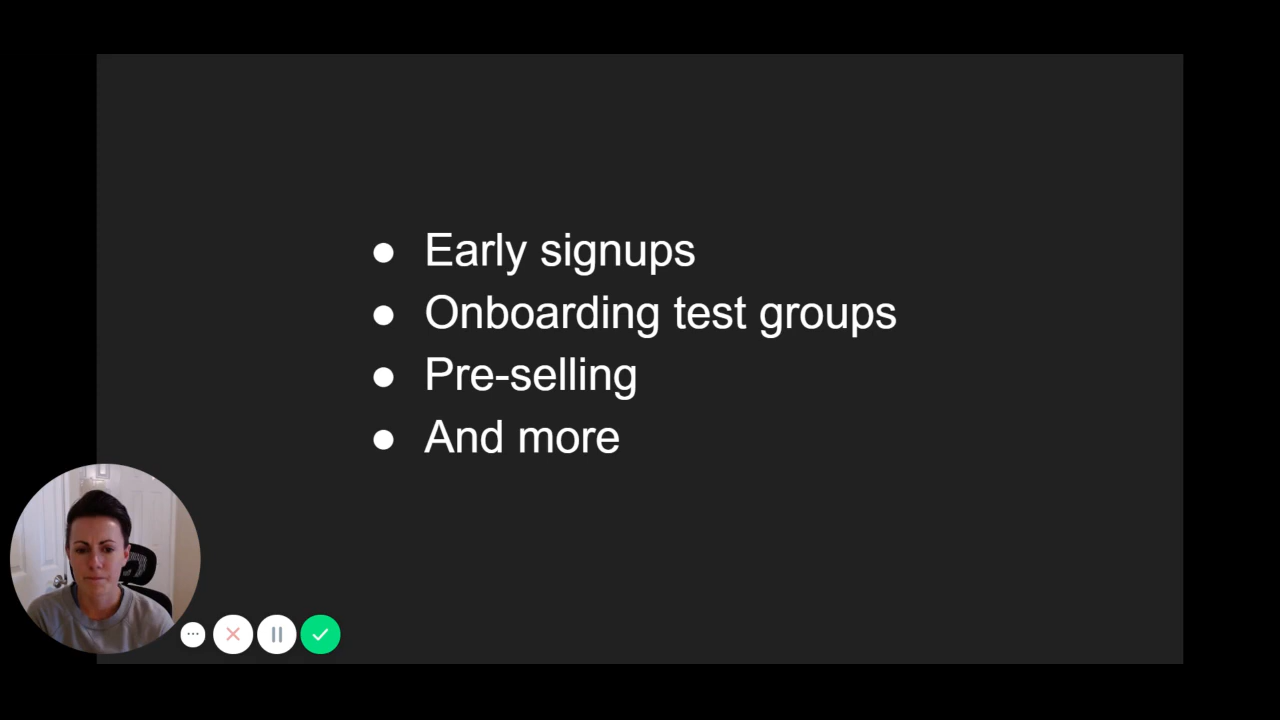 ● Early signups
● Onboarding test groups
● Pre-selling
● And more